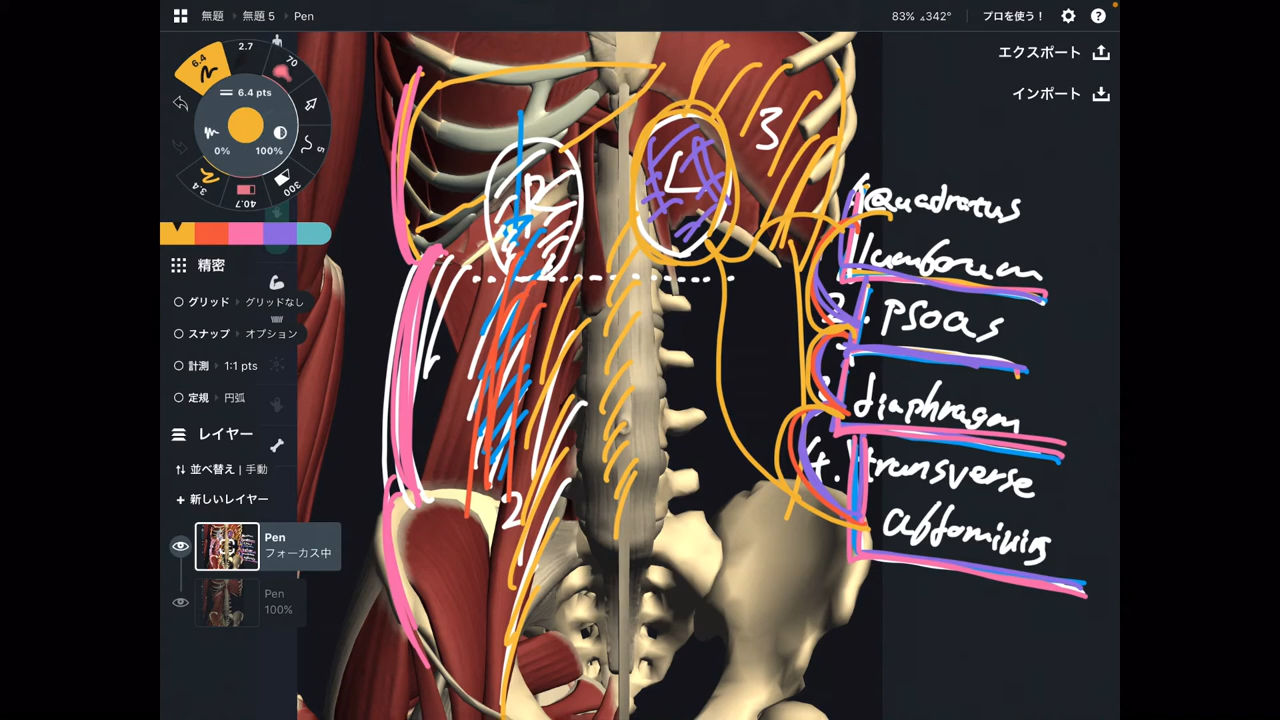 無題 › 無題 5 › Pen
83% ⦟342°
プロを使う！
エクスポート
インポート
2.7
70
6.4
6.4 pts
0%
100%
5
300
40.7
3.4
精密
グリッド › グリッドなし
スナップ › オプション
計測 › 1:1 pts
定規 › 円弧
レイヤー
並べ替え | 手動
+ 新しいレイヤー
Pen
フォーカス中
Pen
100%
R
L
3
1
2
1 Quadratus
lumborum
2. psoas
diaphragm
4. transverse
abdominis